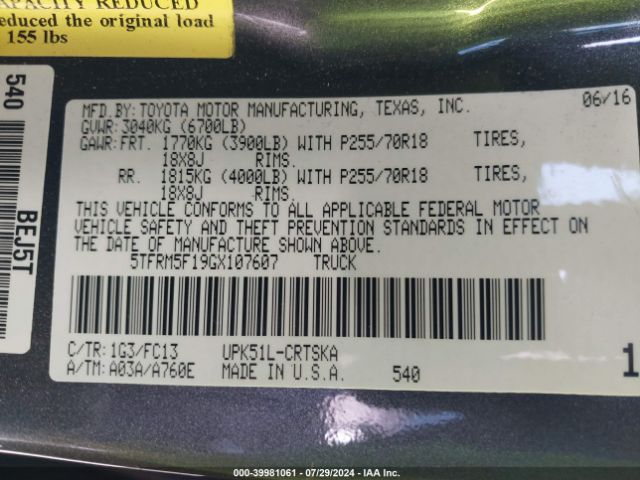 CAPACITY REDUCED
reduced the original load
155 lbs
540
BEJ5T
MFD.BY: TOYOTA MOTOR MANUFACTURING, TEXAS, INC. 06/16
GVWR: 3040KG (6700LB)
GAWR: FRT. 1770KG (3900LB) WITH P255/70R18 TIRES,
18X8J RIMS.
RR. 1815KG (4000LB) WITH P255/70R18 TIRES,
18X8J RIMS.
THIS VEHICLE CONFORMS TO ALL APPLICABLE FEDERAL MOTOR
VEHICLE SAFETY AND THEFT PREVENTION STANDARDS IN EFFECT ON
THE DATE OF MANUFACTURE SHOWN ABOVE.
5TFRM5F19GX107607 TRUCK
C/TR: 1G3/FC13 UPK51L-CRTSKA
A/TM: A03A/A760E MADE IN U.S.A. 540
1
000-39981061 / 07/29/2024 - IAA Inc.